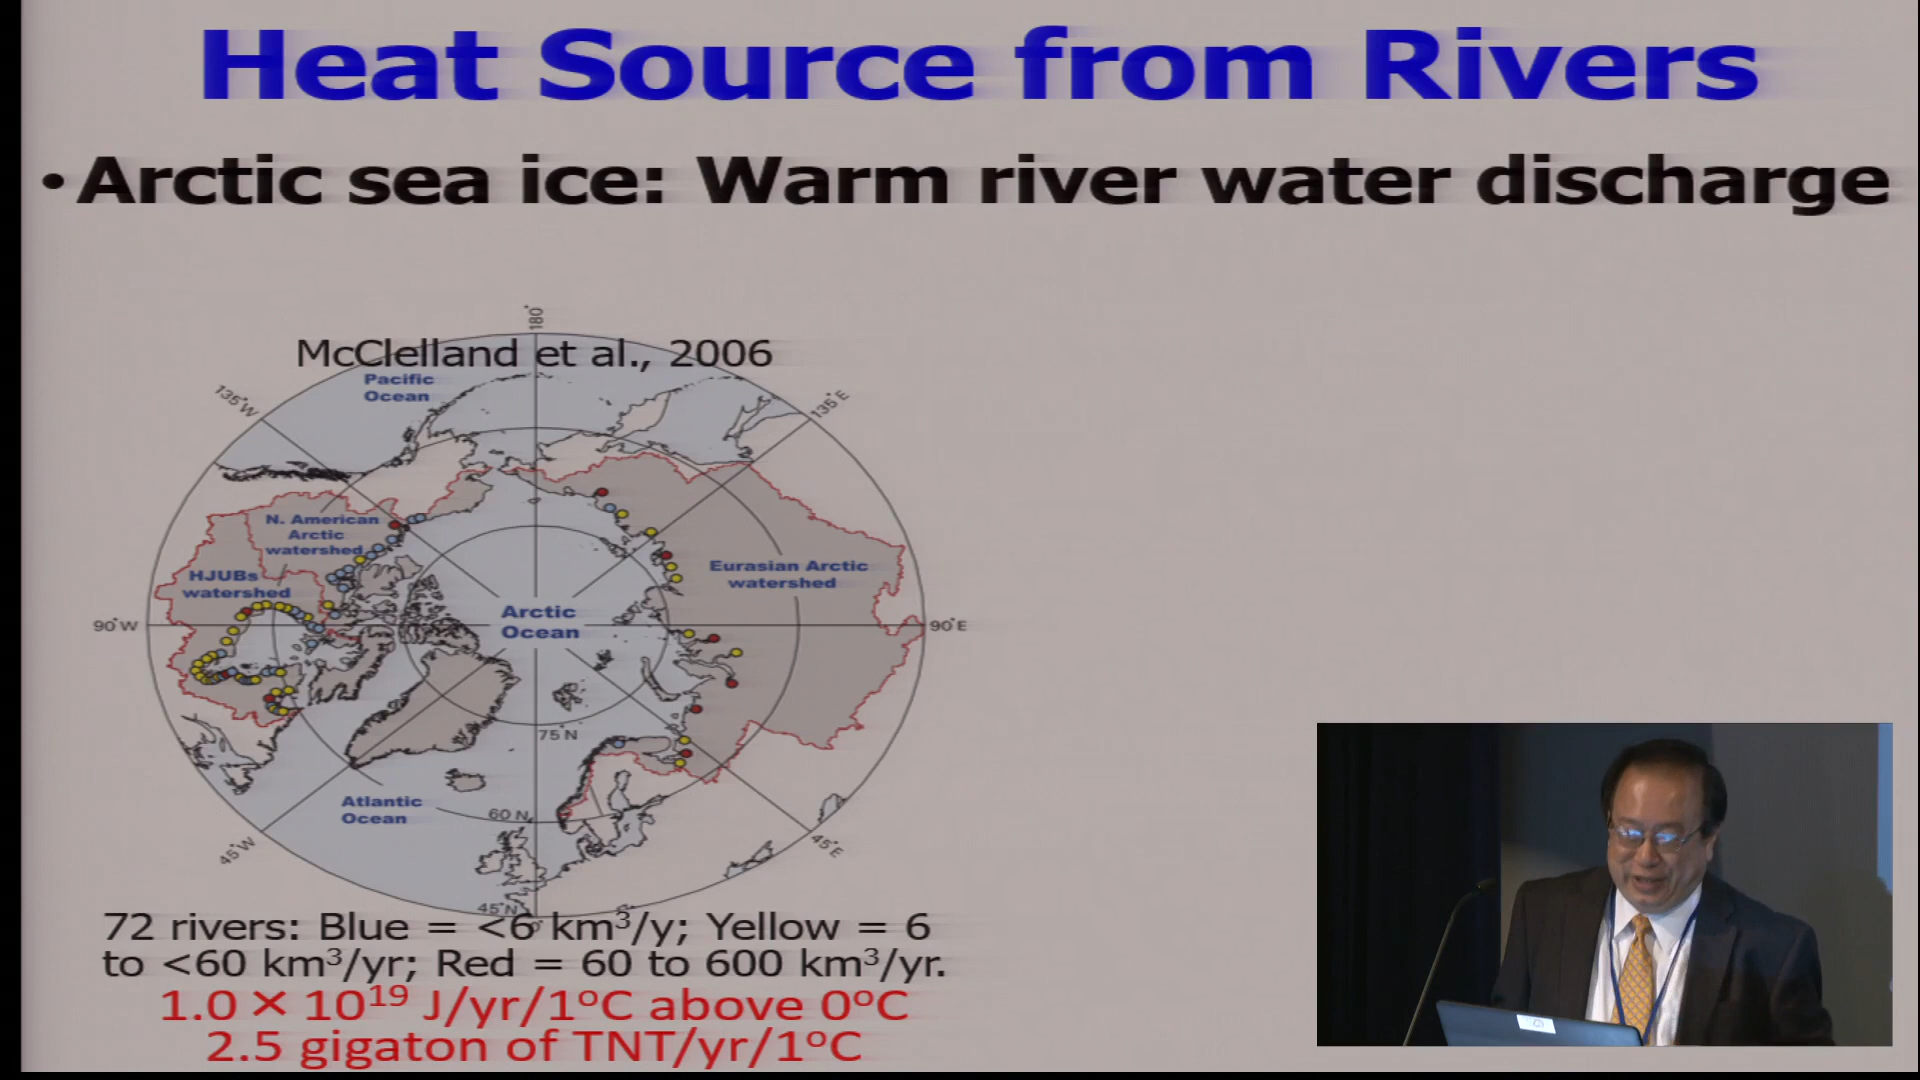 Heat Source from Rivers
•Arctic sea ice: Warm river water discharge
180°
McClelland et al., 2006
Pacific
Ocean
135°W
135°E
N. American
Arctic
watershed
HJUBs
watershed
Eurasian Arctic
watershed
Arctic
Ocean
90°W
90°E
75 N
Atlantic
Ocean
60 N
45°W
45°E
45°N
0°
72 rivers: Blue = <6 km³/y; Yellow = 6
to <60 km³/yr; Red = 60 to 600 km³/yr.
1.0 × 10¹⁹ J/yr/1ºC above 0ºC
2.5 gigaton of TNT/yr/1ºC